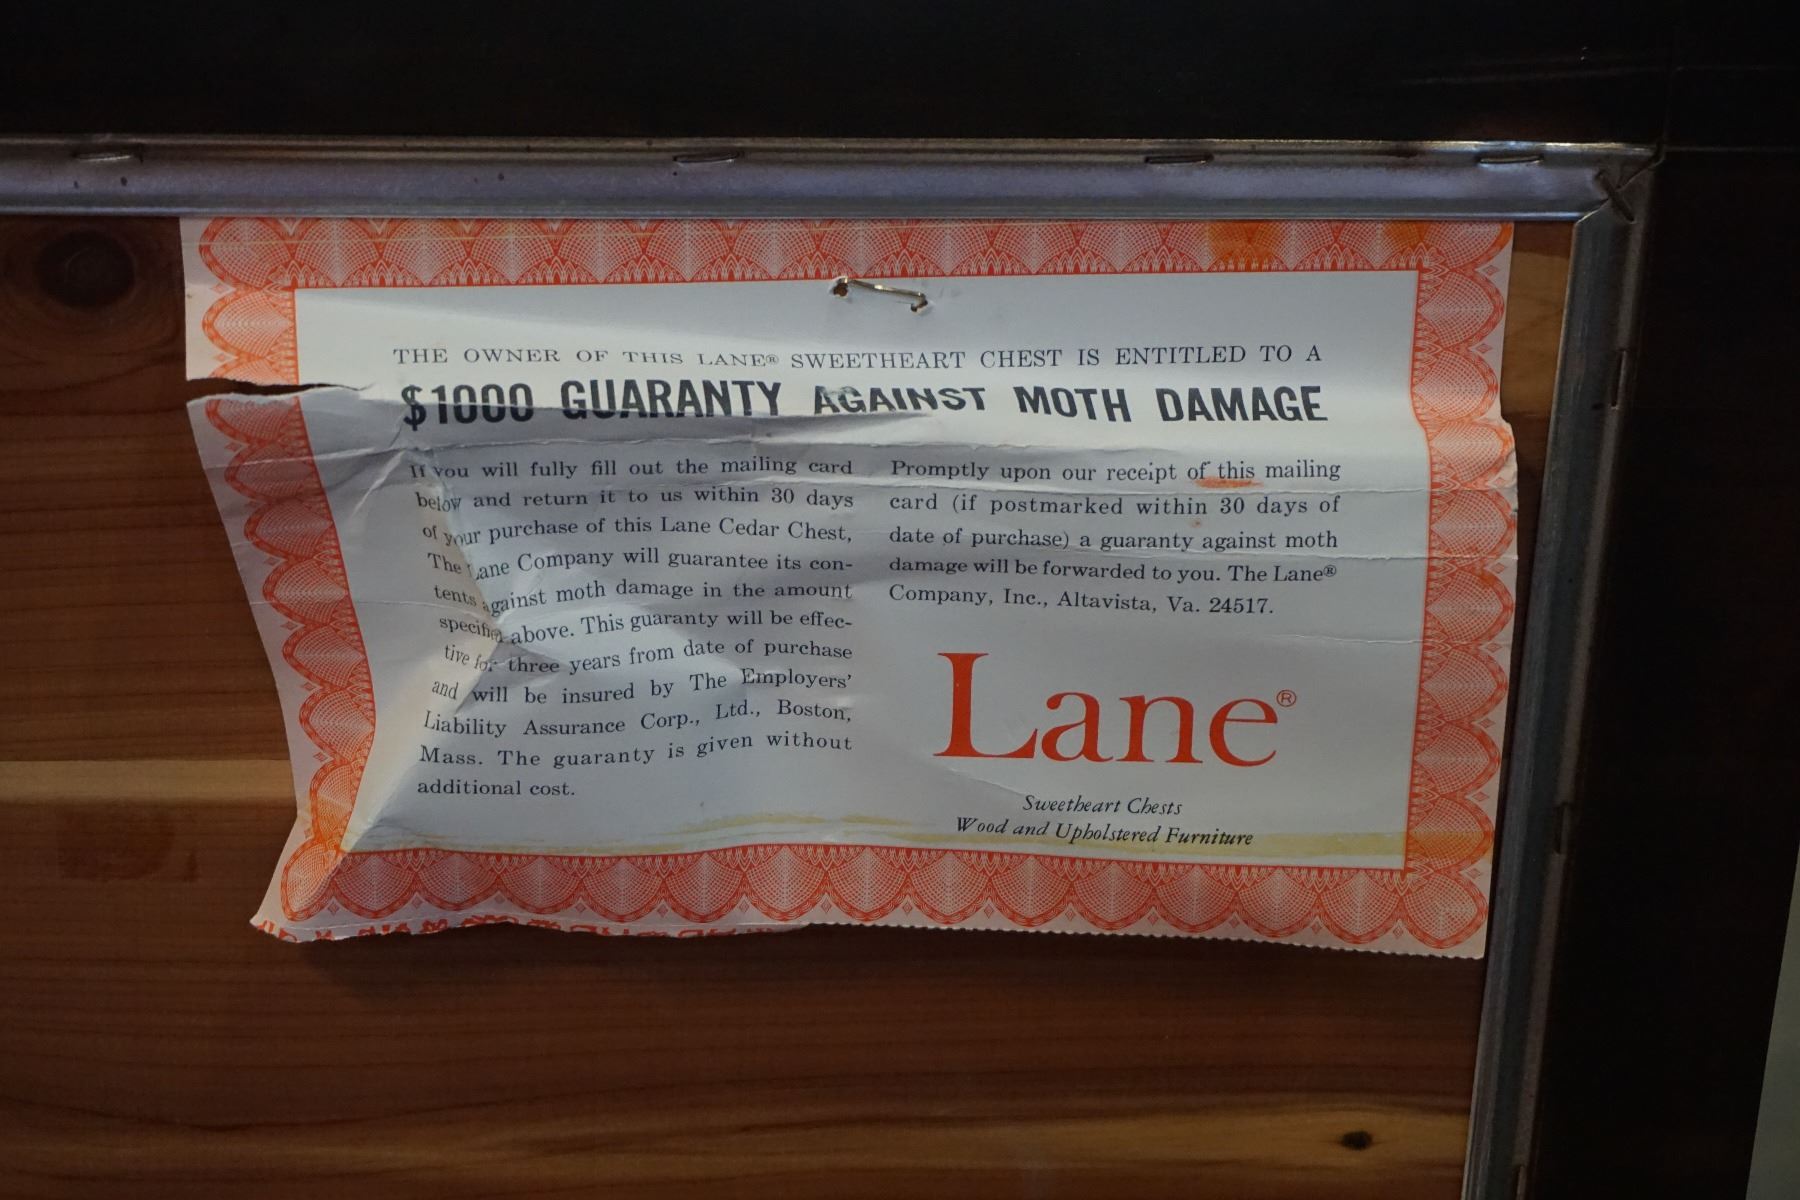 THE OWNER OF THIS LANE® SWEETHEART CHEST IS ENTITLED TO A
$1000 GUARANTY AGAINST MOTH DAMAGE
If you will fully fill out the mailing card
below and return it to us within 30 days
of your purchase of this Lane Cedar Chest,
The Lane Company will guarantee its con-
tents against moth damage in the amount
specified above. This guaranty will be effec-
tive for three years from date of purchase
and will be insured by The Employers'
Liability Assurance Corp., Ltd., Boston,
Mass. The guaranty is given without
additional cost.
Promptly upon our receipt of this mailing
card (if postmarked within 30 days of
date of purchase) a guaranty against moth
damage will be forwarded to you. The Lane®
Company, Inc., Altavista, Va. 24517.
Lane®
Sweetheart Chests
Wood and Upholstered Furniture